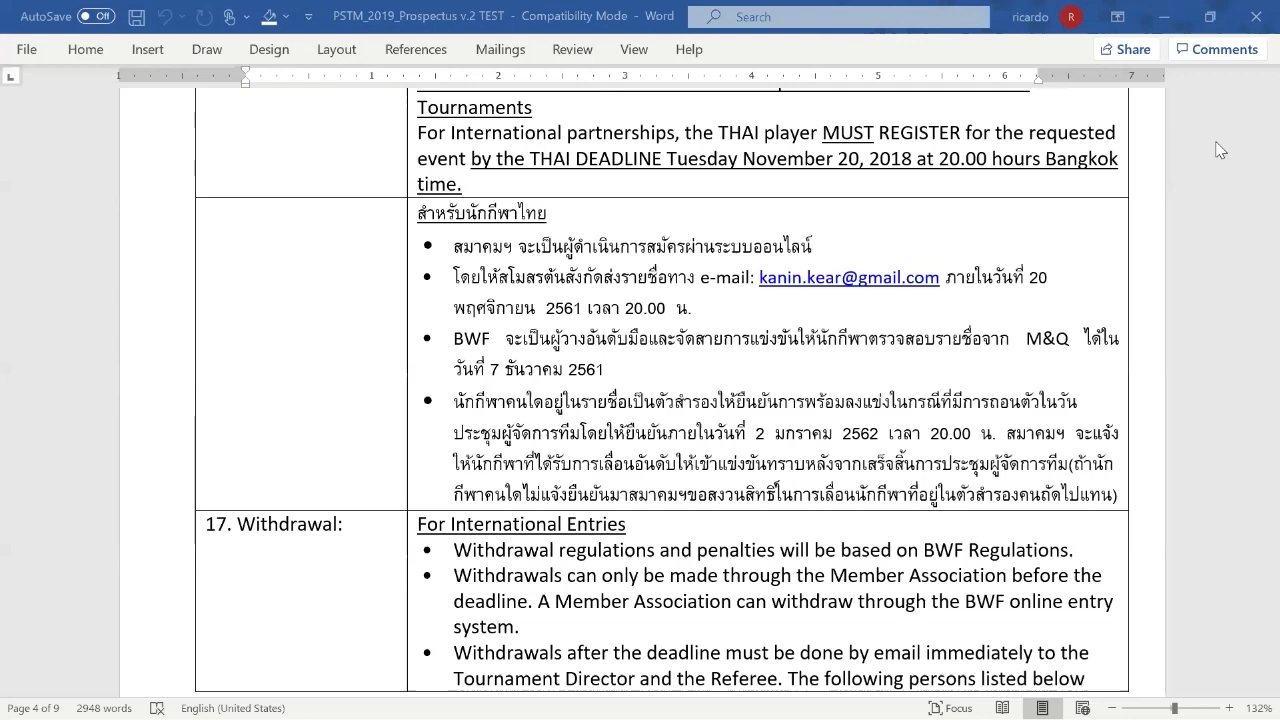 AutoSave Off PSTM_2019_Prospectus v.2 TEST - Compatibility Mode - Word Search ricardo R
File Home Insert Draw Design Layout References Mailings Review View Help Share Comments
1 1 2 3 4 5 6 7
Tournaments
For International partnerships, the THAI player MUST REGISTER for the requested
event by the THAI DEADLINE Tuesday November 20, 2018 at 20.00 hours Bangkok
time.
สำหรับนักกีฬาไทย
• สมาคมฯ จะเป็นผู้ดำเนินการสมัครผ่านระบบออนไลน์
• โดยให้สโมสรต้นสังกัดส่งรายชื่อทาง e-mail: kanin.kear@gmail.com ภายในวันที่ 20
พฤศจิกายน 2561 เวลา 20.00 น.
• BWF จะเป็นผู้วางอันดับมือและจัดสายการแข่งขันให้นักกีฬาตรวจสอบรายชื่อจาก M&Q ได้ใน
วันที่ 7 ธันวาคม 2561
• นักกีฬาคนใดอยู่ในรายชื่อเป็นตัวสำรองให้ยืนยันการพร้อมลงแข่งในกรณีที่มีการถอนตัวในวัน
ประชุมผู้จัดการทีมโดยให้ยืนยันภายในวันที่ 2 มกราคม 2562 เวลา 20.00 น. สมาคมฯ จะแจ้ง
ให้นักกีฬาที่ได้รับการเลื่อนอันดับให้เข้าแข่งขันทราบหลังจากเสร็จสิ้นการประชุมผู้จัดการทีม(ถ้านัก
กีฬาคนใดไม่แจ้งยืนยันมาสมาคมฯขอสงวนสิทธิ์ในการเลื่อนนักกีฬาที่อยู่ในตัวสำรองคนถัดไปแทน)
17. Withdrawal: For International Entries
• Withdrawal regulations and penalties will be based on BWF Regulations.
• Withdrawals can only be made through the Member Association before the
deadline. A Member Association can withdraw through the BWF online entry
system.
• Withdrawals after the deadline must be done by email immediately to the
Tournament Director and the Referee. The following persons listed below
Page 4 of 9 2948 words English (United States) Focus 132%